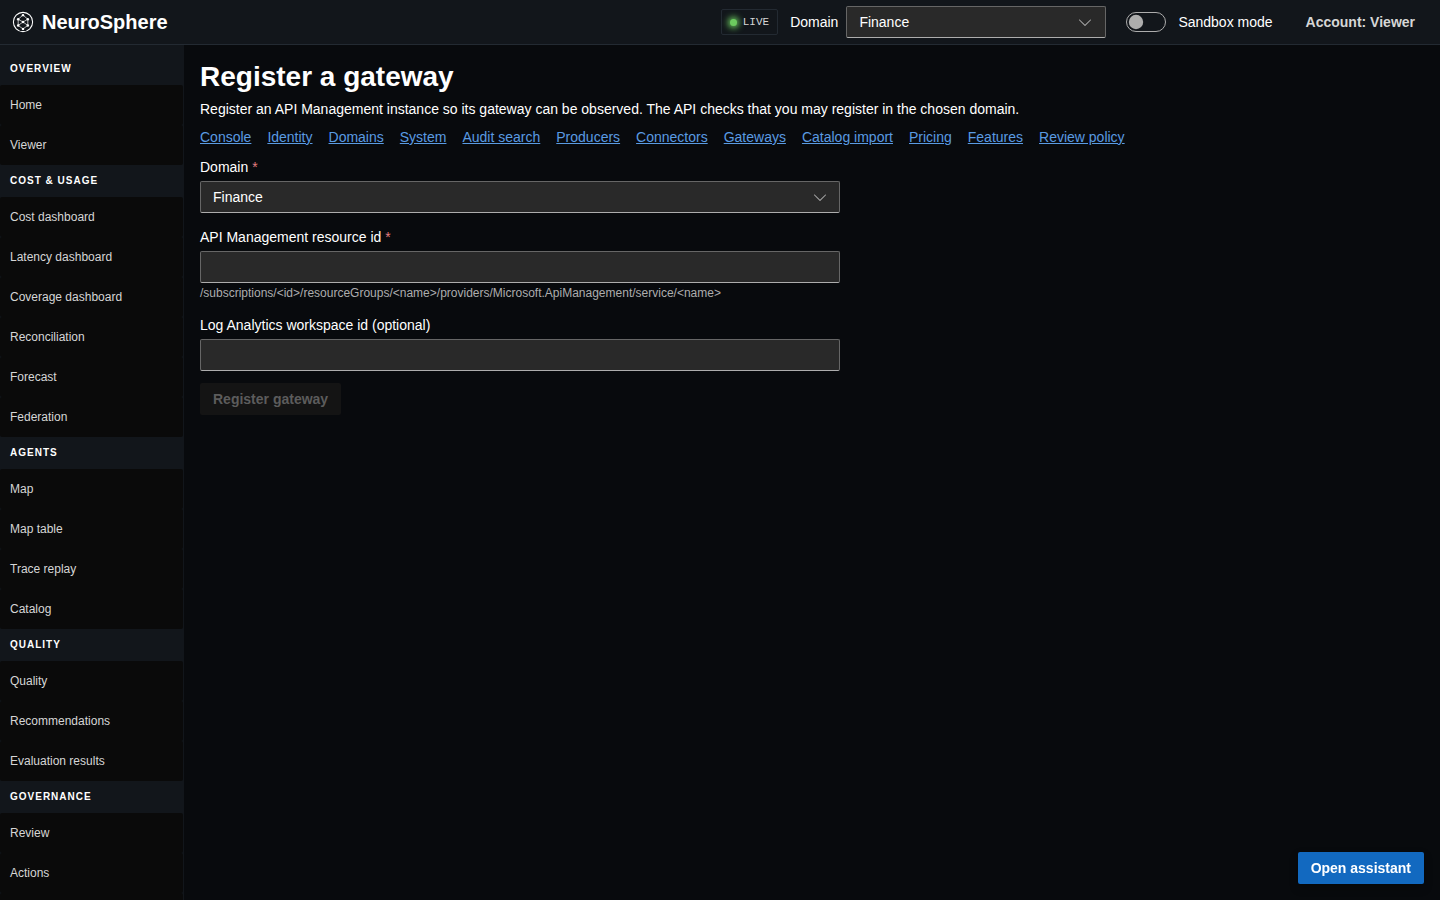 NeuroSphere
LIVE
Domain
Finance
Sandbox mode
Account: Viewer
OVERVIEW
Home
Viewer
COST & USAGE
Cost dashboard
Latency dashboard
Coverage dashboard
Reconciliation
Forecast
Federation
AGENTS
Map
Map table
Trace replay
Catalog
QUALITY
Quality
Recommendations
Evaluation results
GOVERNANCE
Review
Actions
Register a gateway
Register an API Management instance so its gateway can be observed. The API checks that you may register in the chosen domain.
Console Identity Domains System Audit search Producers Connectors Gateways Catalog import Pricing Features Review policy
Domain *
Finance
API Management resource id *
/subscriptions/<id>/resourceGroups/<name>/providers/Microsoft.ApiManagement/service/<name>
Log Analytics workspace id (optional)
Register gateway
Open assistant